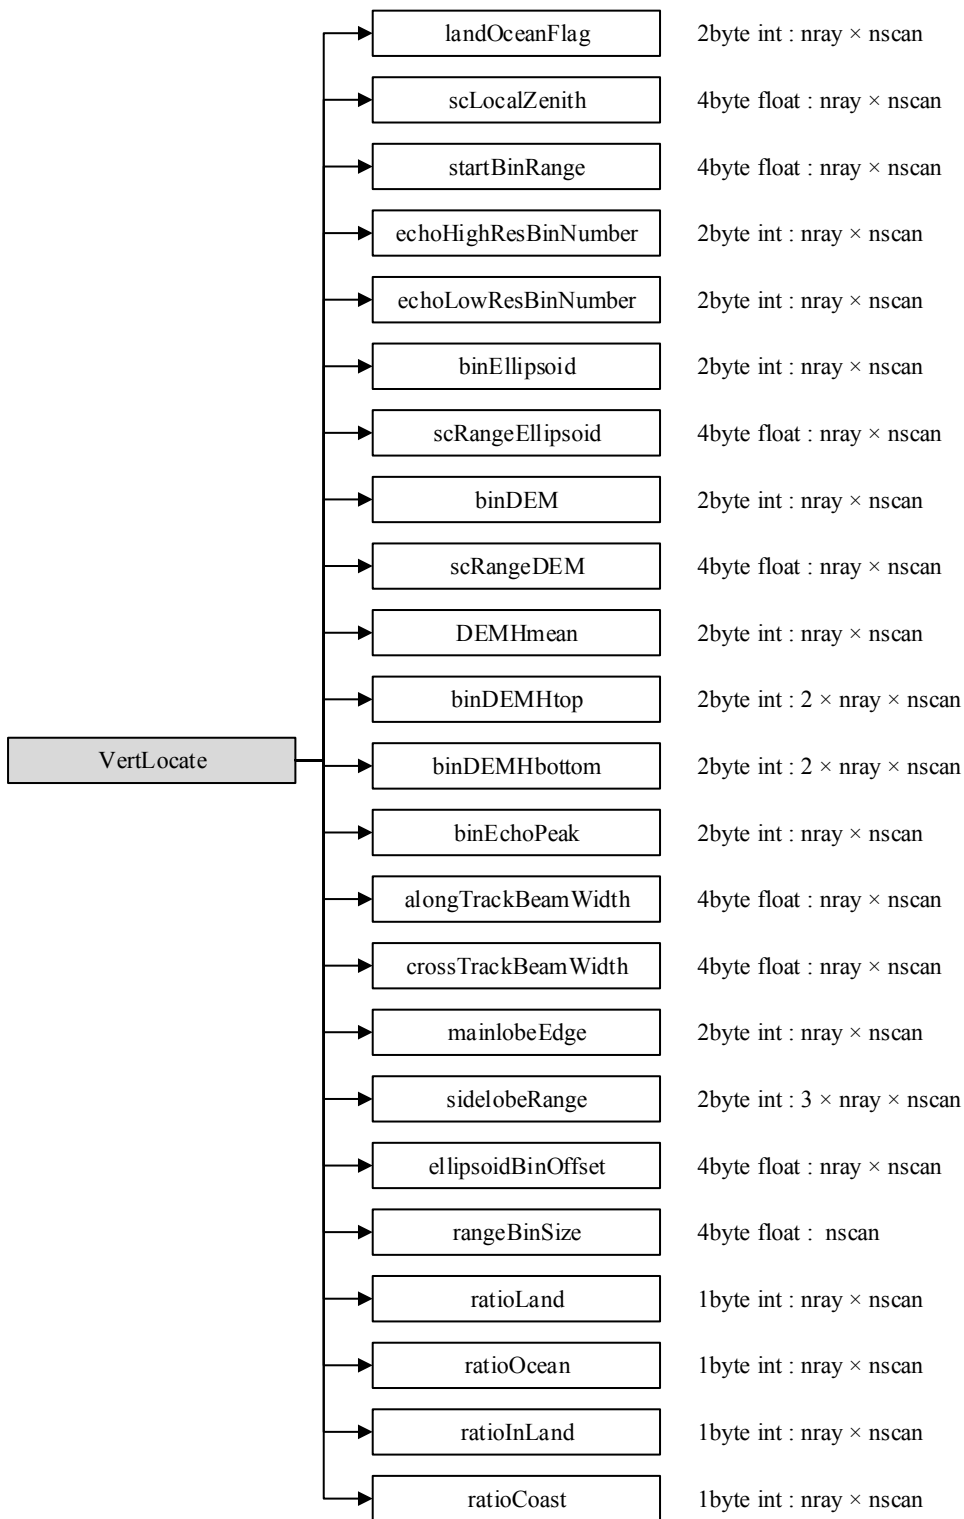 landOceanFlag 2byte int : nray × nscan
scLocalZenith 4byte float : nray × nscan
startBinRange 4byte float : nray × nscan
echoHighResBinNumber 2byte int : nray × nscan
echoLowResBinNumber 2byte int : nray × nscan
binEllipsoid 2byte int : nray × nscan
scRangeEllipsoid 4byte float : nray × nscan
binDEM 2byte int : nray × nscan
scRangeDEM 4byte float : nray × nscan
DEMHmean 2byte int : nray × nscan
binDEMHtop 2byte int : 2 × nray × nscan
VertLocate
binDEMHbottom 2byte int : 2 × nray × nscan
binEchoPeak 2byte int : nray × nscan
alongTrackBeamWidth 4byte float : nray × nscan
crossTrackBeamWidth 4byte float : nray × nscan
mainlobeEdge 2byte int : nray × nscan
sidelobeRange 2byte int : 3 × nray × nscan
ellipsoidBinOffset 4byte float : nray × nscan
rangeBinSize 4byte float : nscan
ratioLand 1byte int : nray × nscan
ratioOcean 1byte int : nray × nscan
ratioInLand 1byte int : nray × nscan
ratioCoast 1byte int : nray × nscan